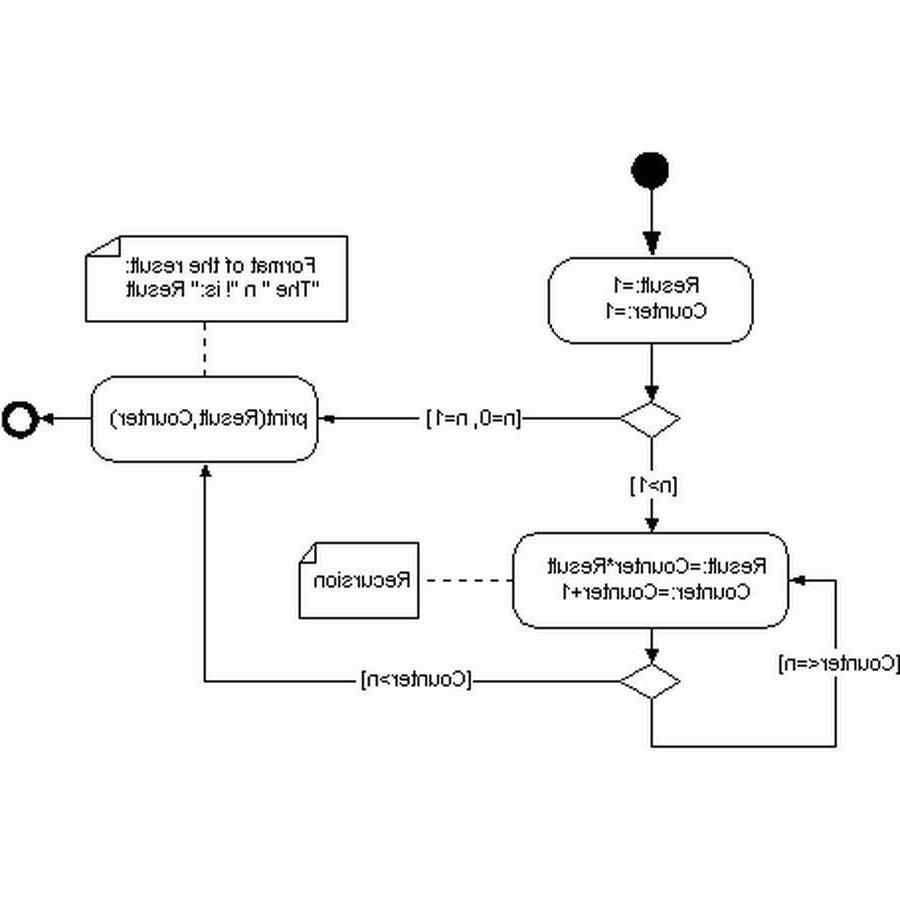 Format of the result:
"The " n "! is:" Result
Result:=1
Counter:=1
print(Result,Counter)
[n=0, n=1]
[n>1]
Result:=Counter*Result
Counter:=Counter+1
Recursion
[Counter<=n]
[Counter>n]